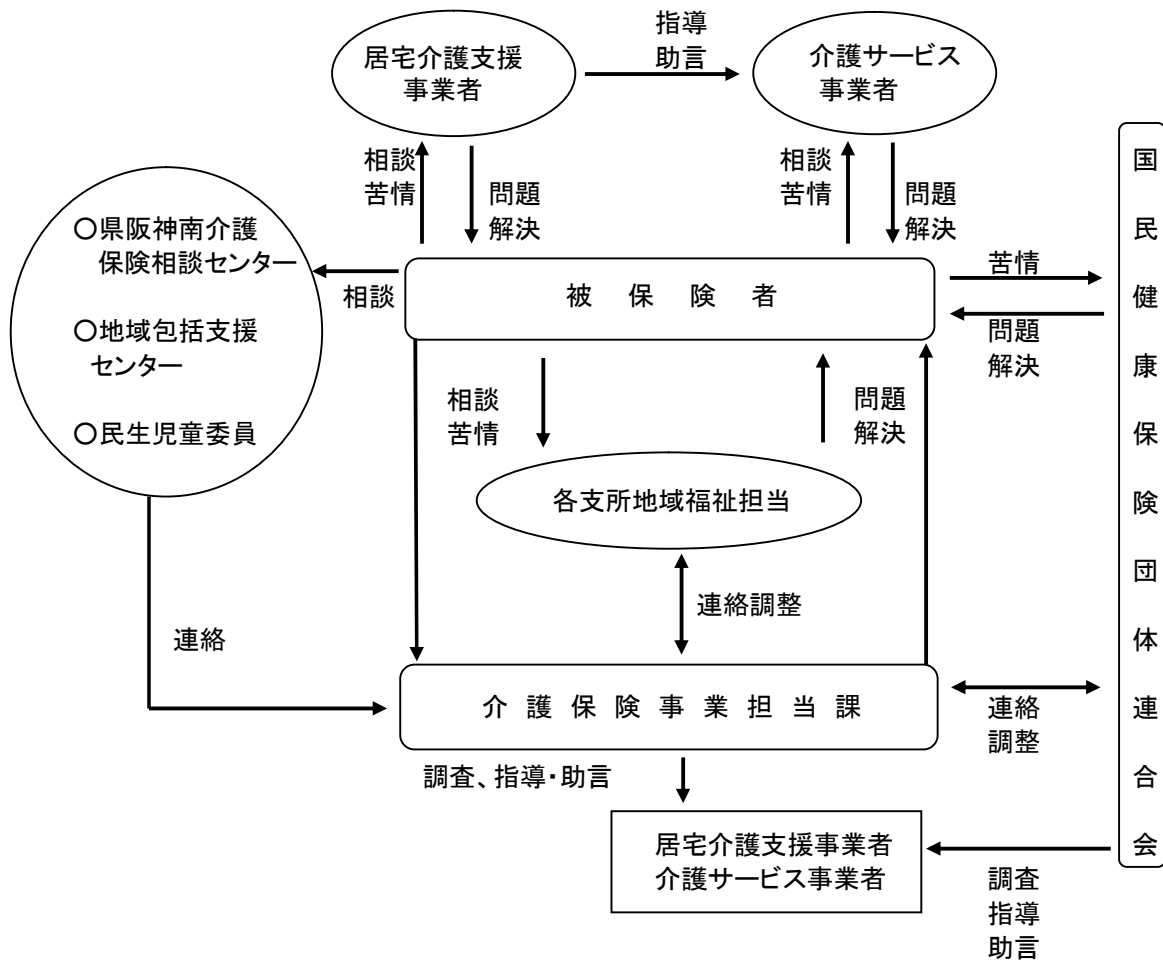 居宅介護支援
事業者
指導
助言
介護サービス
事業者
相談
苦情
問題
解決
相談
苦情
問題
解決
○県阪神南介護
保険相談センター
○地域包括支援
センター
○民生児童委員
相談
被保険者
苦情
問題
解決
国民健康保険団体連合会
相談
苦情
問題
解決
各支所地域福祉担当
連絡調整
連絡
介護保険事業担当課
連絡
調整
調査、指導・助言
居宅介護支援事業者
介護サービス事業者
調査
指導
助言